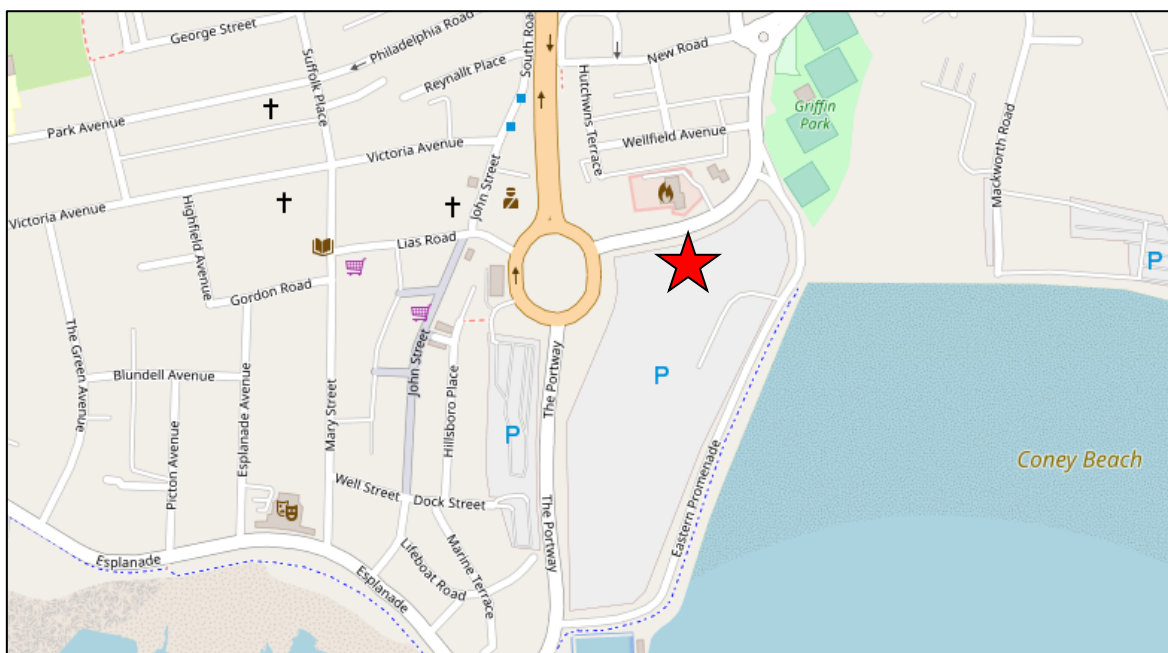 George Street
Philadelphia Road
South Road
New Road
Suffolk Place
Reynallt Place
Hutchwns Terrace
Griffin
Park
Park Avenue
Wellfield Avenue
Mackworth Road
Victoria Avenue
John Street
Victoria Avenue
Highfield Avenue
Lias Road
P
Gordon Road
The Green Avenue
John Street
Blundell Avenue
The Portway
P
Esplanade Avenue
Mary Street
Hillsboro Place
P
Coney Beach
Picton Avenue
Well Street
Dock Street
The Portway
Eastern Promenade
Esplanade
Lifeboat Road
Marine Terrace
Esplanade